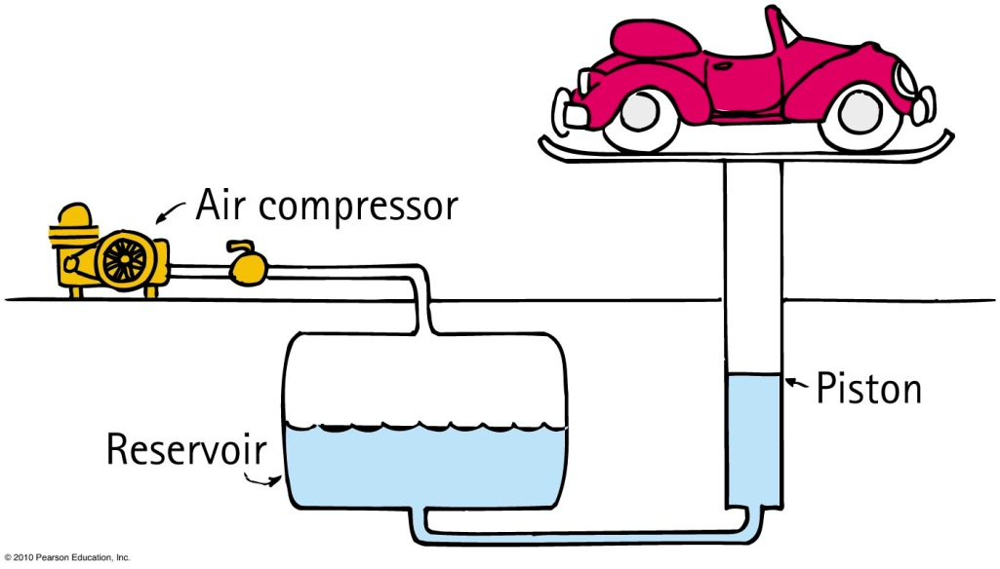 Air compressor
Piston
Reservoir
© 2010 Pearson Education, Inc.